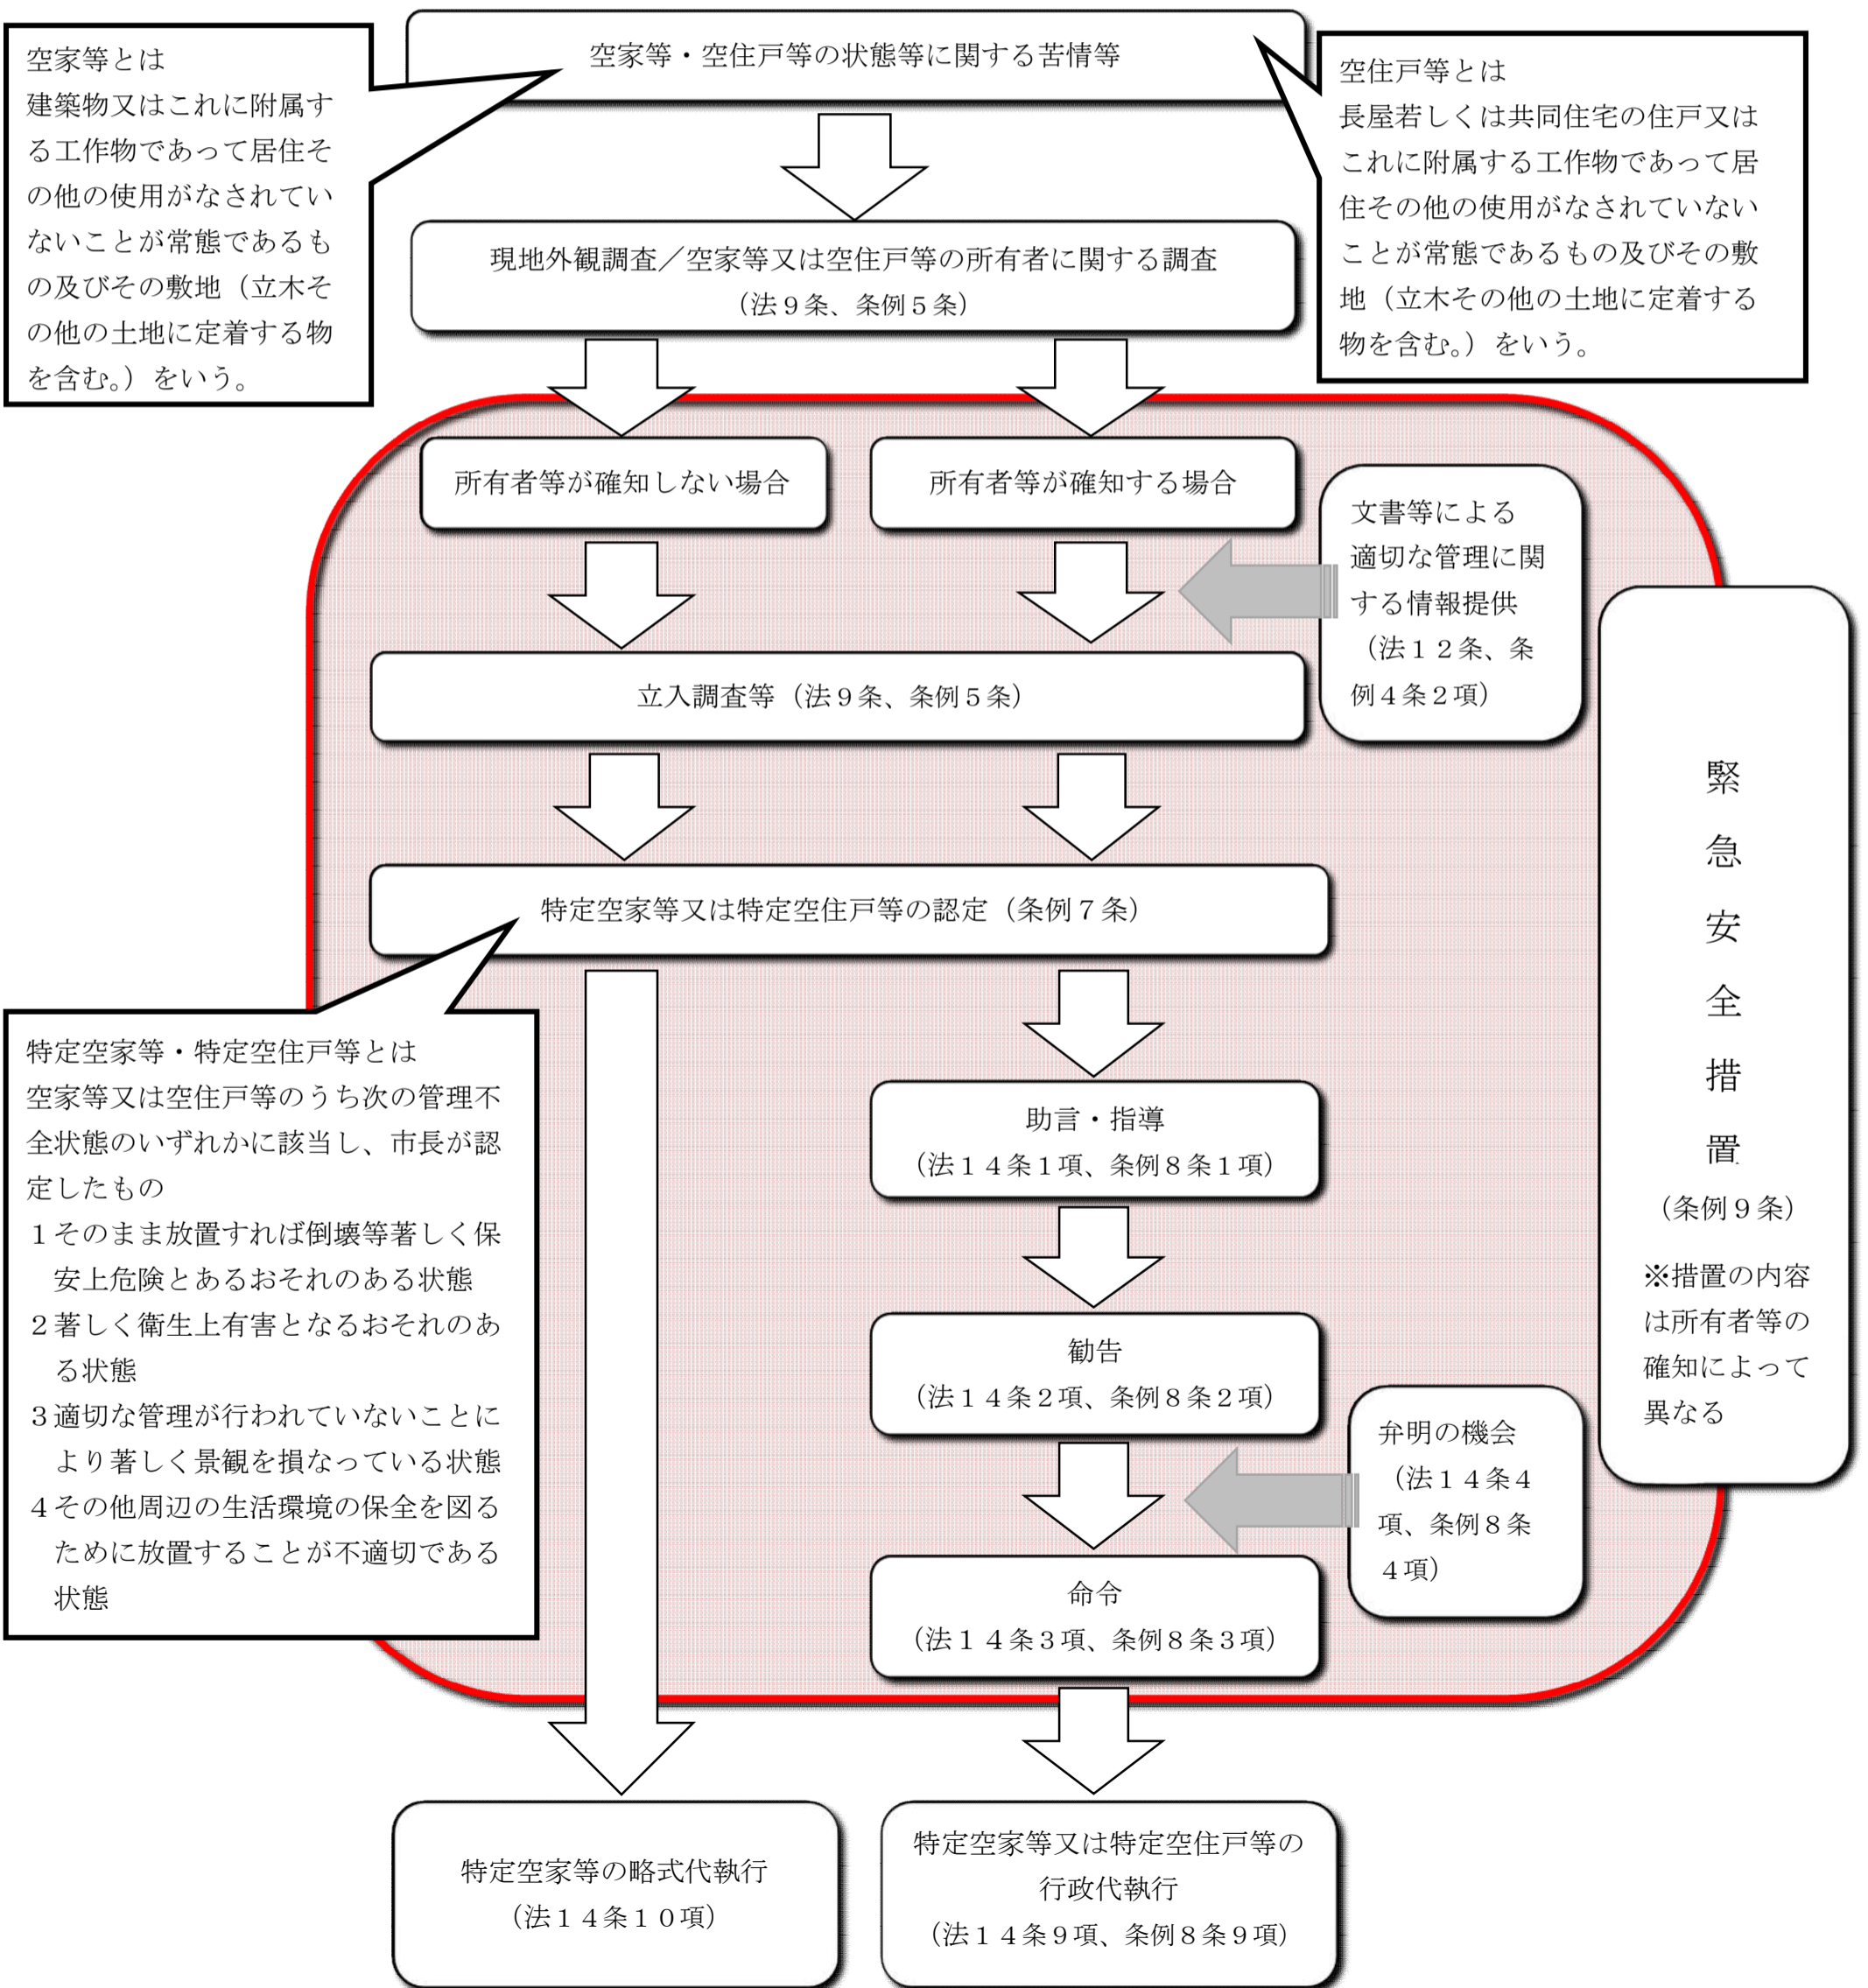 空家等・空住戸等の状態等に関する苦情等
空家等とは
建築物又はこれに附属す
る工作物であって居住そ
の他の使用がなされてい
ないことが常態であるも
の及びその敷地（立木そ
の他の土地に定着する物
を含む。）をいう。
空住戸等とは
長屋若しくは共同住宅の住戸又は
これに附属する工作物であって居
住その他の使用がなされていない
ことが常態であるもの及びその敷
地（立木その他の土地に定着する
物を含む。）をいう。
現地外観調査／空家等又は空住戸等の所有者に関する調査
（法９条、条例５条）
所有者等が確知しない場合
所有者等が確知する場合
文書等による
適切な管理に関
する情報提供
（法１２条、条
例４条２項）
立入調査等（法９条、条例５条）
特定空家等又は特定空住戸等の認定（条例７条）
特定空家等・特定空住戸等とは
空家等又は空住戸等のうち次の管理不
全状態のいずれかに該当し、市長が認
定したもの
１そのまま放置すれば倒壊等著しく保
安上危険とあるおそれのある状態
２著しく衛生上有害となるおそれのあ
る状態
３適切な管理が行われていないことに
より著しく景観を損なっている状態
４その他周辺の生活環境の保全を図る
ために放置することが不適切である
状態
助言・指導
（法１４条１項、条例８条１項）
勧告
（法１４条２項、条例８条２項）
弁明の機会
（法１４条４
項、条例８条
４項）
命令
（法１４条３項、条例８条３項）
緊急安全措置
（条例９条）
※措置の内容
は所有者等の
確知によって
異なる
特定空家等の略式代執行
（法１４条１０項）
特定空家等又は特定空住戸等の
行政代執行
（法１４条９項、条例８条９項）